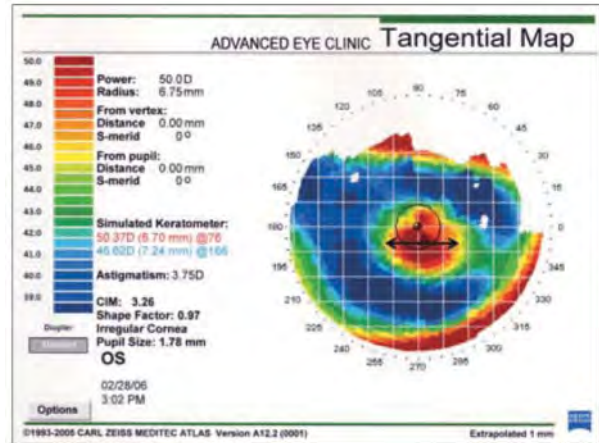 ADVANCED EYE CLINIC Tangential Map
50.0
49.0
48.0
47.0
46.0
45.0
44.0
43.0
42.0
41.0
40.0
39.0
Power: 50.0D
Radius: 6.75 mm
From vertex:
Distance 0.00 mm
S-merid 0°
From pupil:
Distance 0.00 mm
S-merid 0°
Simulated Keratometer:
50.37D (6.70 mm) @76
46.62D (7.24 mm) @166
Astigmatism: 3.75D
CIM: 3.26
Shape Factor: 0.97
Irregular Cornea
Pupil Size: 1.78 mm
Diopter
OS
02/28/06
3:02 PM
Options
105 90 75
120 60
135 45
150 30
165 15
180 0
195 345
210 330
225 315
240 300
255 270 285
©1993-2005 CARL ZEISS MEDITEC ATLAS Version A12.2 (0001) Extrapolated 1 mm
ZEISS